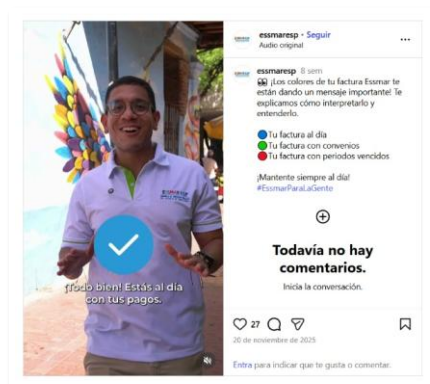 essmaresp • Seguir
Audio original
essmaresp 8 sem
¡Los colores de tu factura Essmar te
están dando un mensaje importante! Te
explicamos cómo interpretarlo y
entenderlo.
Tu factura al día
Tu factura con convenios
Tu factura con periodos vencidos
¡Mantente siempre al día!
#EssmarParaLaGente
Todavía no hay
comentarios.
Inicia la conversación.
27
20 de noviembre de 2025
Entra para indicar que te gusta o comentar.
¡Todo bien! Estás al día
con tus pagos.